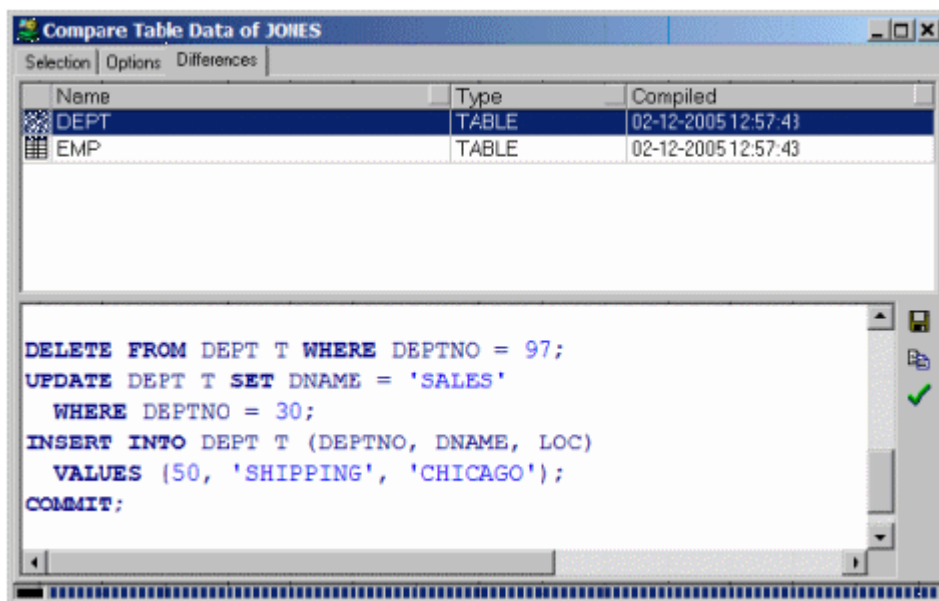 Compare Table Data of JONES
Selection Options Differences
Name Type Compiled
DEPT TABLE 02-12-2005 12:57:43
EMP TABLE 02-12-2005 12:57:43
DELETE FROM DEPT T WHERE DEPTNO = 97;
UPDATE DEPT T SET DNAME = 'SALES'
WHERE DEPTNO = 30;
INSERT INTO DEPT T (DEPTNO, DNAME, LOC)
VALUES (50, 'SHIPPING', 'CHICAGO');
COMMIT;